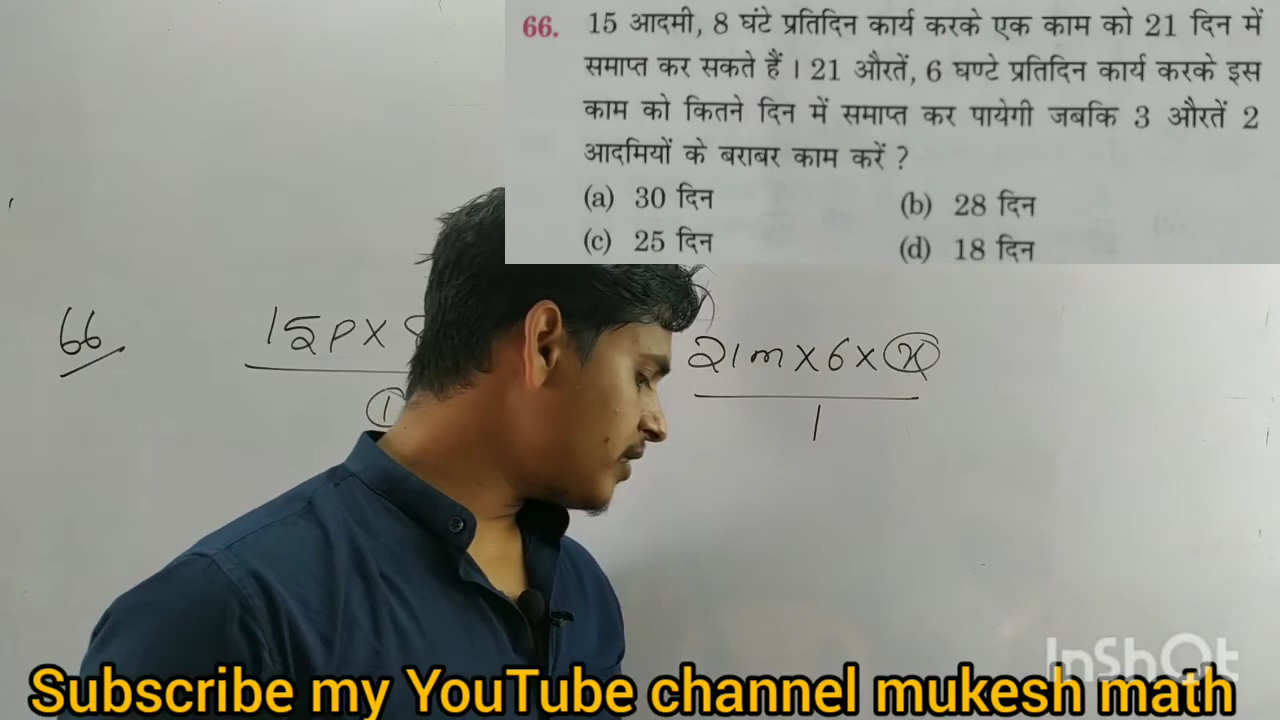 66. 15 आदमी, 8 घंटे प्रतिदिन कार्य करके एक काम को 21 दिन में
समाप्त कर सकते हैं । 21 औरतें, 6 घण्टे प्रतिदिन कार्य करके इस
काम को कितने दिन में समाप्त कर पायेगी जबकि 3 औरतें 2
आदमियों के बराबर काम करें ?
(a) 30 दिन (b) 28 दिन
(c) 25 दिन (d) 18 दिन
66 15P×
1
21m×6×x
1
InShOt
Subscribe my YouTube channel mukesh math